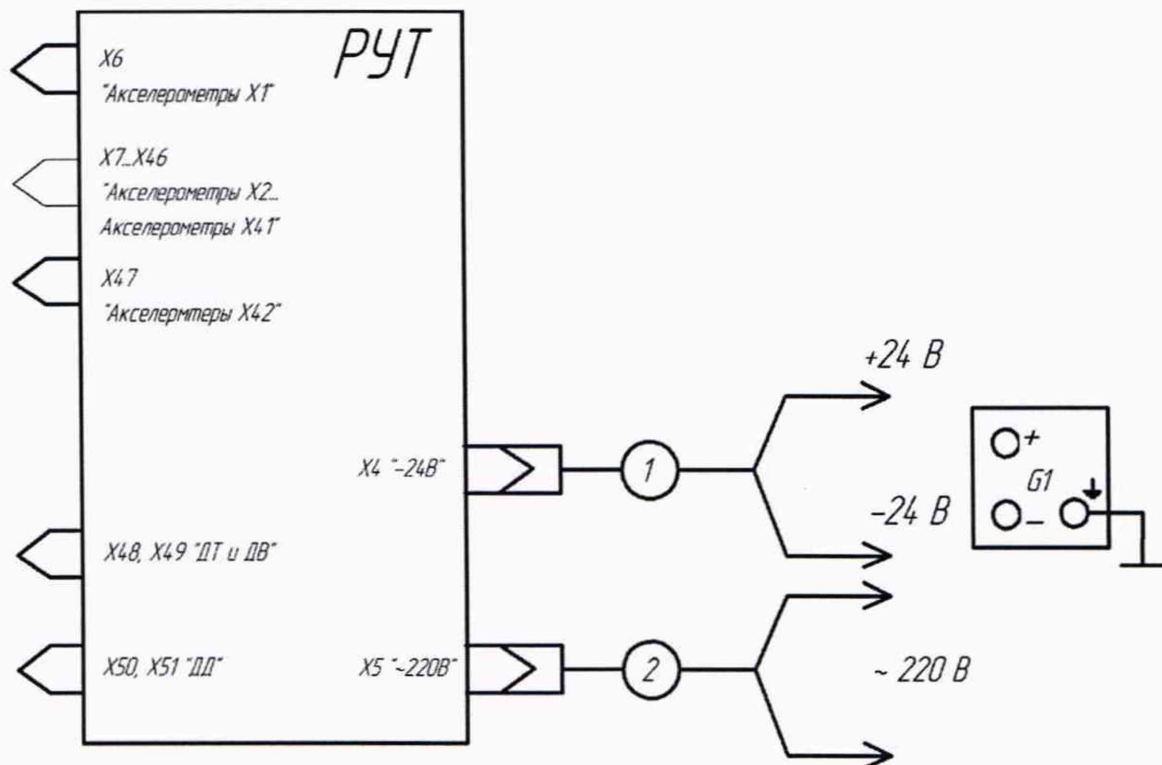 РУТ
X6
"Акселерометры X1"
X7...X46
"Акселерометры X2...
Акселерометры X41"
X47
"Акселермтеры X42"
+24 В
X4 "-24В"
1
+
G1
-24 В
-
X48, X49 "ДТ и ДВ"
X50, X51 "ДД"
X5 "~220В"
2
~ 220 В